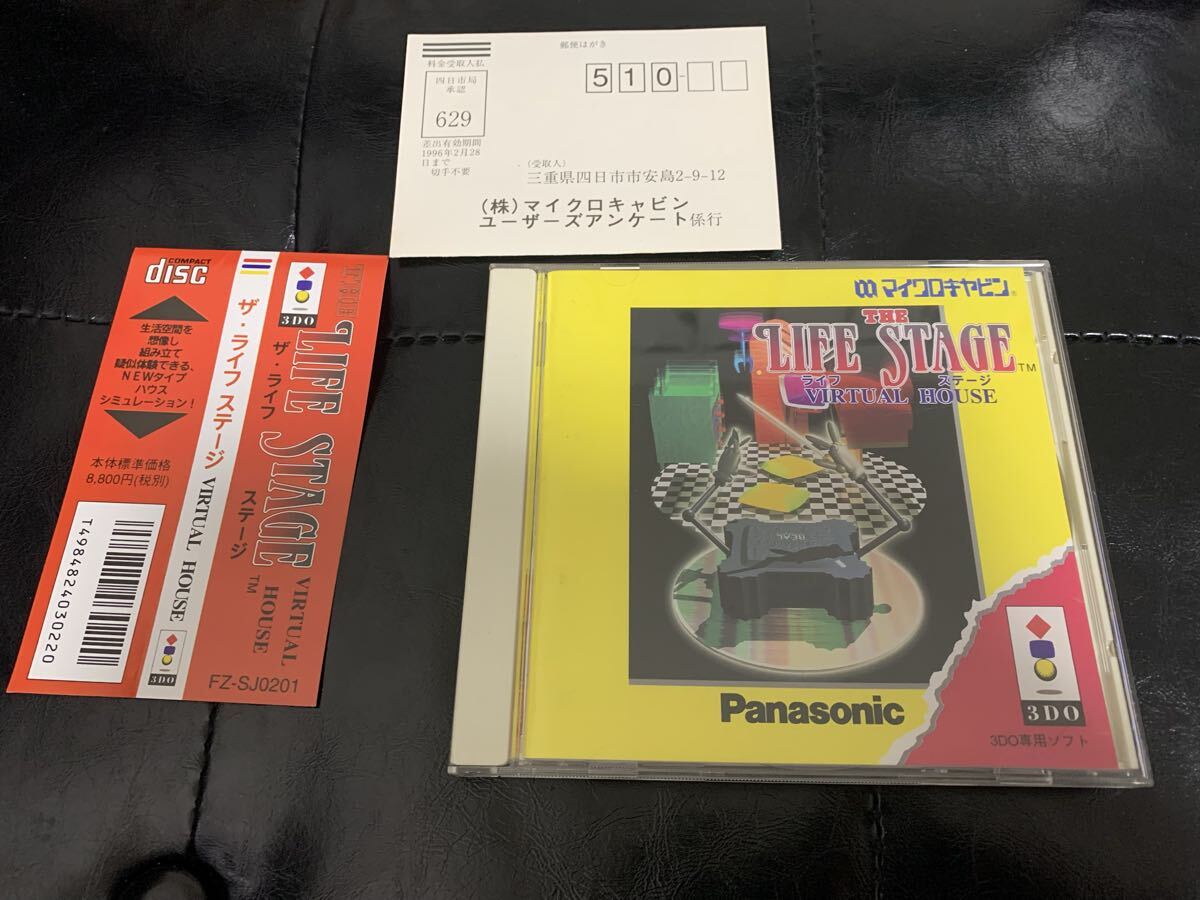 郵便はがき
料金受取人払
四日市局
承認
629
差出有効期間
1996年2月28
日まで
切手不要
510-
(受取人)
三重県四日市市安島2-9-12
(株)マイクロキャビン
ユーザーズアンケート係行
COMPACT
disc
生活空間を
想像し
組み立て
疑似体験できる、
NEWタイプ
ハウス
シミュレーション!
本体標準価格
8,800円(税別)
T4984824030220
ザ・ライフ ステージ VIRTUAL HOUSE
3DO
3DO
THE
LIFE STAGE™
ザ・ライフ ステージ
VIRTUAL
HOUSE
FZ-SJ0201
マイクロキャビン®
THE
LIFE STAGE™
ライフ ステージ
VIRTUAL HOUSE
REAL
Panasonic
3DO
3DO専用ソフト